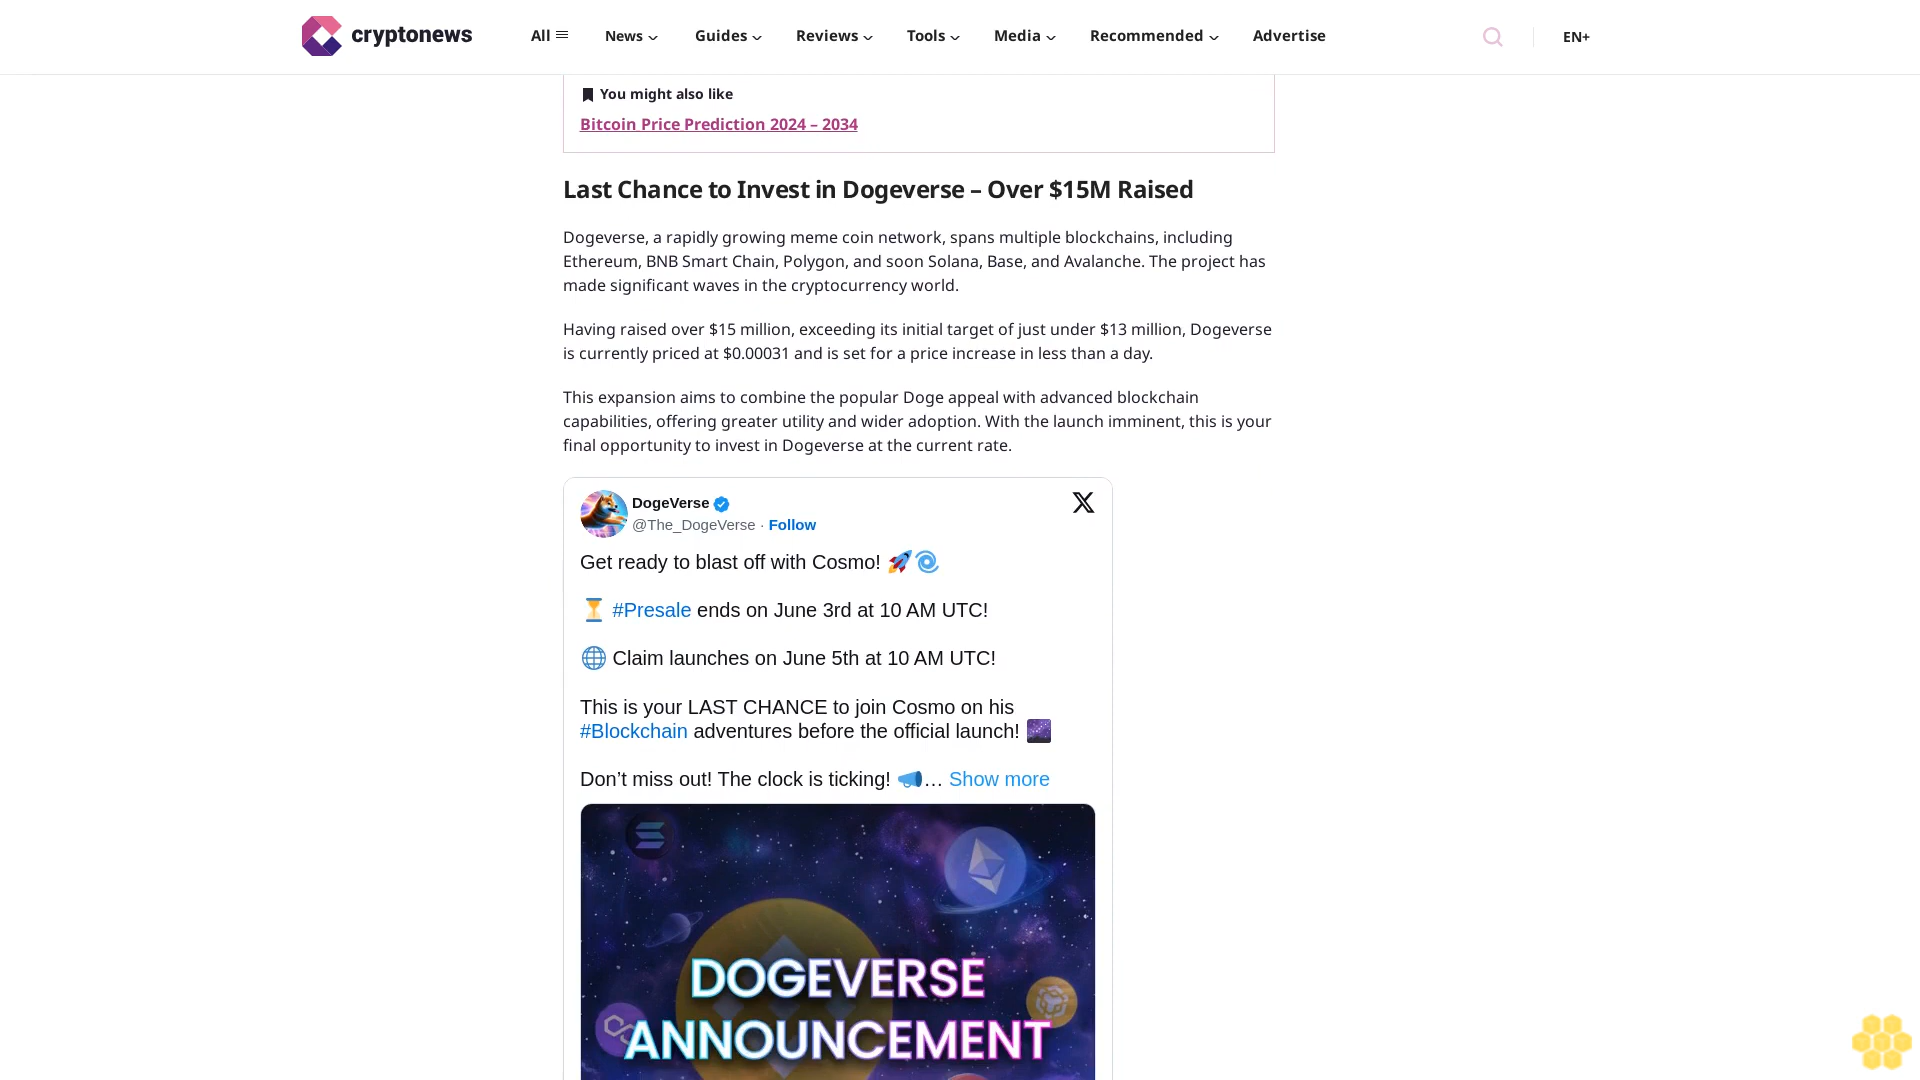 cryptonews
All News Guides Reviews Tools Media Recommended Advertise EN+
You might also like
Bitcoin Price Prediction 2024 – 2034
Last Chance to Invest in Dogeverse – Over $15M Raised
Dogeverse, a rapidly growing meme coin network, spans multiple blockchains, including
Ethereum, BNB Smart Chain, Polygon, and soon Solana, Base, and Avalanche. The project has
made significant waves in the cryptocurrency world.
Having raised over $15 million, exceeding its initial target of just under $13 million, Dogeverse
is currently priced at $0.00031 and is set for a price increase in less than a day.
This expansion aims to combine the popular Doge appeal with advanced blockchain
capabilities, offering greater utility and wider adoption. With the launch imminent, this is your
final opportunity to invest in Dogeverse at the current rate.
DogeVerse
@The_DogeVerse · Follow
Get ready to blast off with Cosmo! 🚀🌀
⏳ #Presale ends on June 3rd at 10 AM UTC!
🌐 Claim launches on June 5th at 10 AM UTC!
This is your LAST CHANCE to join Cosmo on his
#Blockchain adventures before the official launch! 🌌
Don’t miss out! The clock is ticking! 📣… Show more
DOGEVERSE
ANNOUNCEMENT